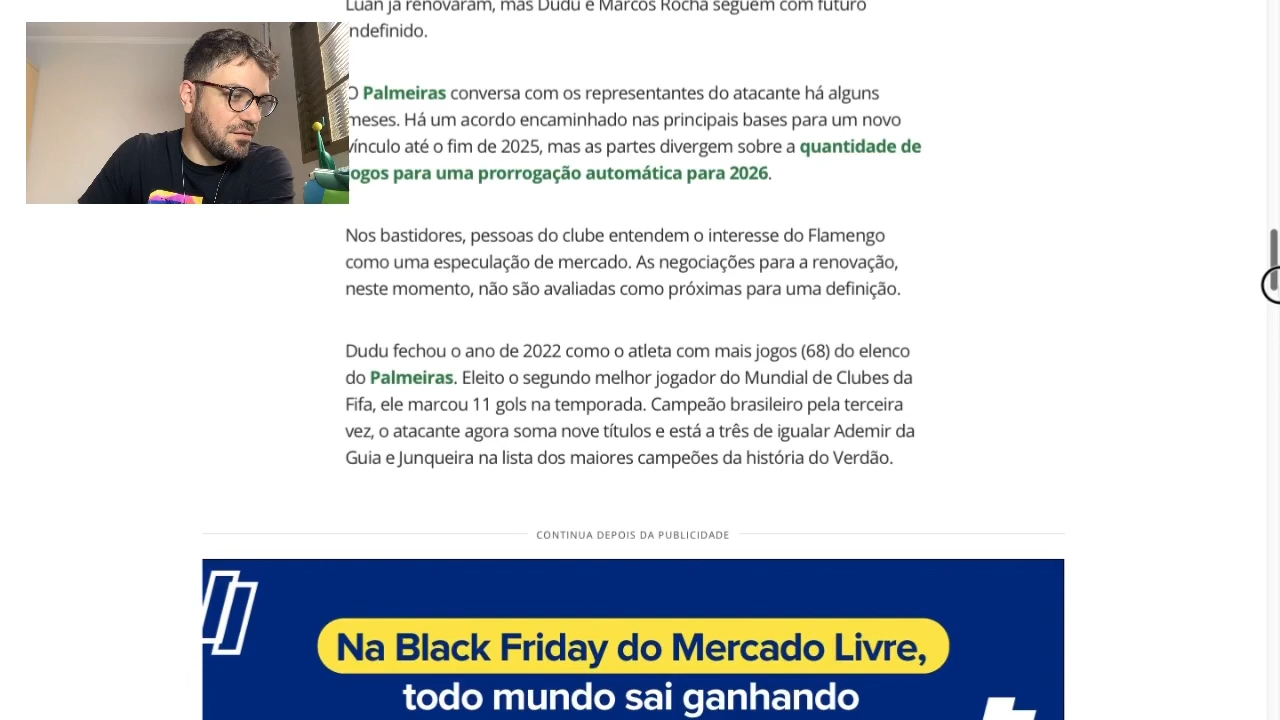 Luan já renovaram, mas Dudu e Marcos Rocha seguem com futuro
ndefinido.
O Palmeiras conversa com os representantes do atacante há alguns
meses. Há um acordo encaminhado nas principais bases para um novo
vínculo até o fim de 2025, mas as partes divergem sobre a quantidade de
jogos para uma prorrogação automática para 2026.
Nos bastidores, pessoas do clube entendem o interesse do Flamengo
como uma especulação de mercado. As negociações para a renovação,
neste momento, não são avaliadas como próximas para uma definição.
Dudu fechou o ano de 2022 como o atleta com mais jogos (68) do elenco
do Palmeiras. Eleito o segundo melhor jogador do Mundial de Clubes da
Fifa, ele marcou 11 gols na temporada. Campeão brasileiro pela terceira
vez, o atacante agora soma nove títulos e está a três de igualar Ademir da
Guia e Junqueira na lista dos maiores campeões da história do Verdão.
CONTINUA DEPOIS DA PUBLICIDADE
Na Black Friday do Mercado Livre,
todo mundo sai ganhando